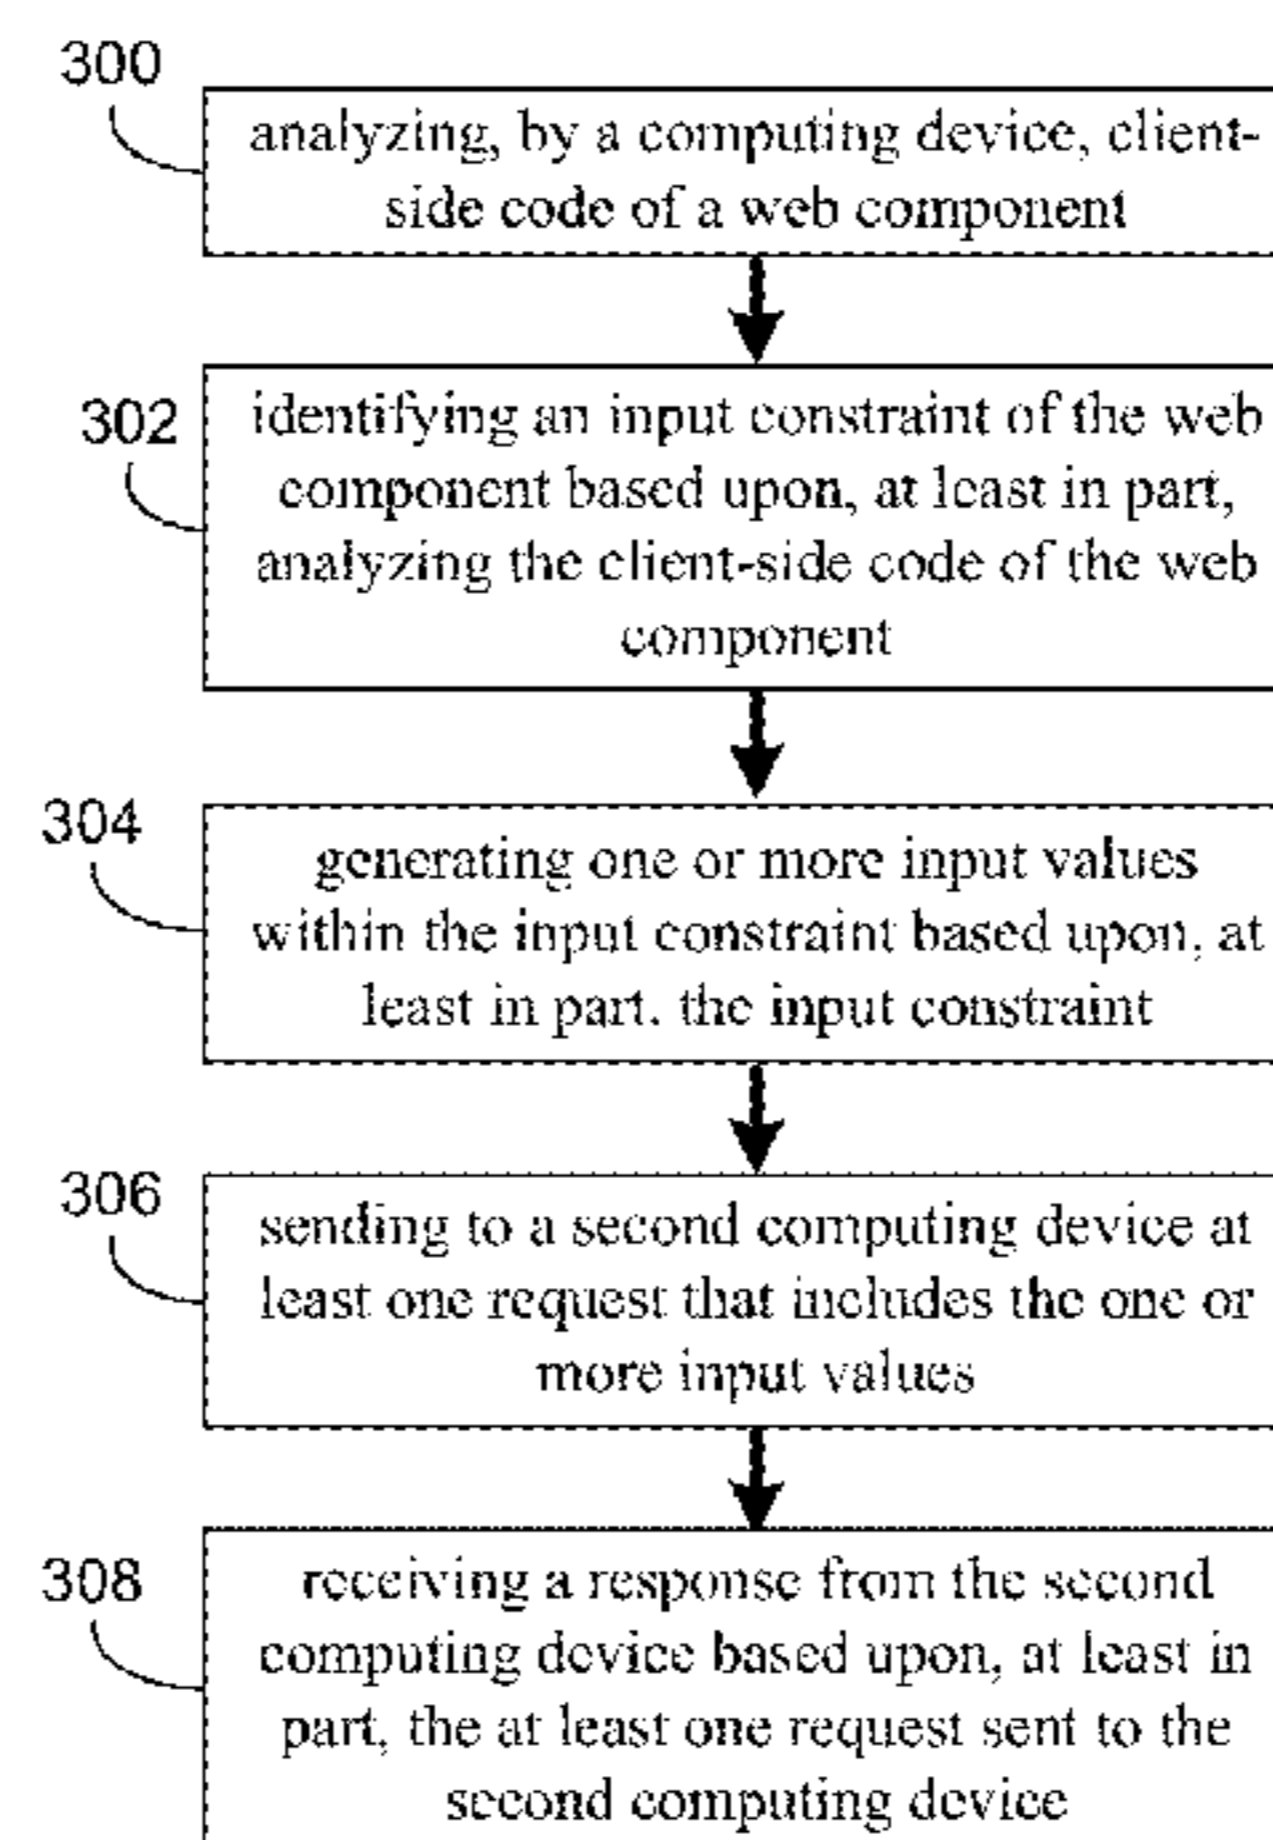 300
analyzing, by a computing device, client-
side code of a web component
302
identifying an input constraint of the web
component based upon, at least in part,
analyzing the client-side code of the web
component
304
generating one or more input values
within the input constraint based upon, at
least in part, the input constraint
306
sending to a second computing device at
least one request that includes the one or
more input values
308
receiving a response from the second
computing device based upon, at least in
part, the at least one request sent to the
second computing device